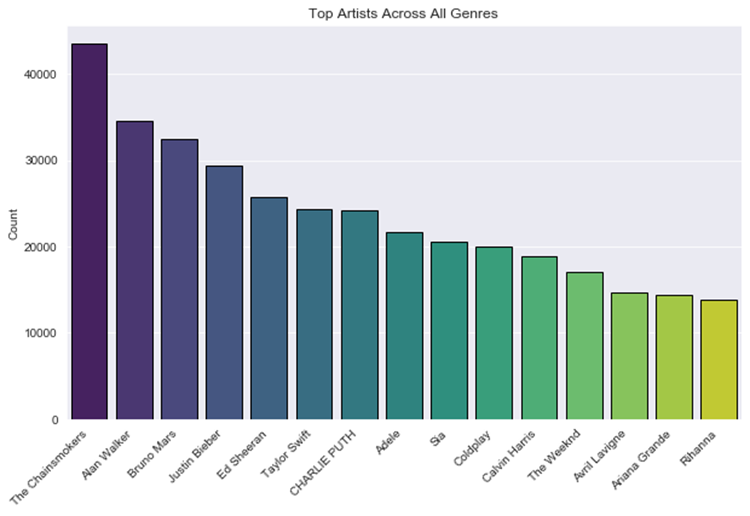 Top Artists Across All Genres
Count
40000
30000
20000
10000
0
The Chainsmokers
Alan Walker
Bruno Mars
Justin Bieber
Ed Sheeran
Taylor Swift
CHARLIE PUTH
Adele
Sia
Coldplay
Calvin Harris
The Weeknd
Avril Lavigne
Ariana Grande
Rihanna